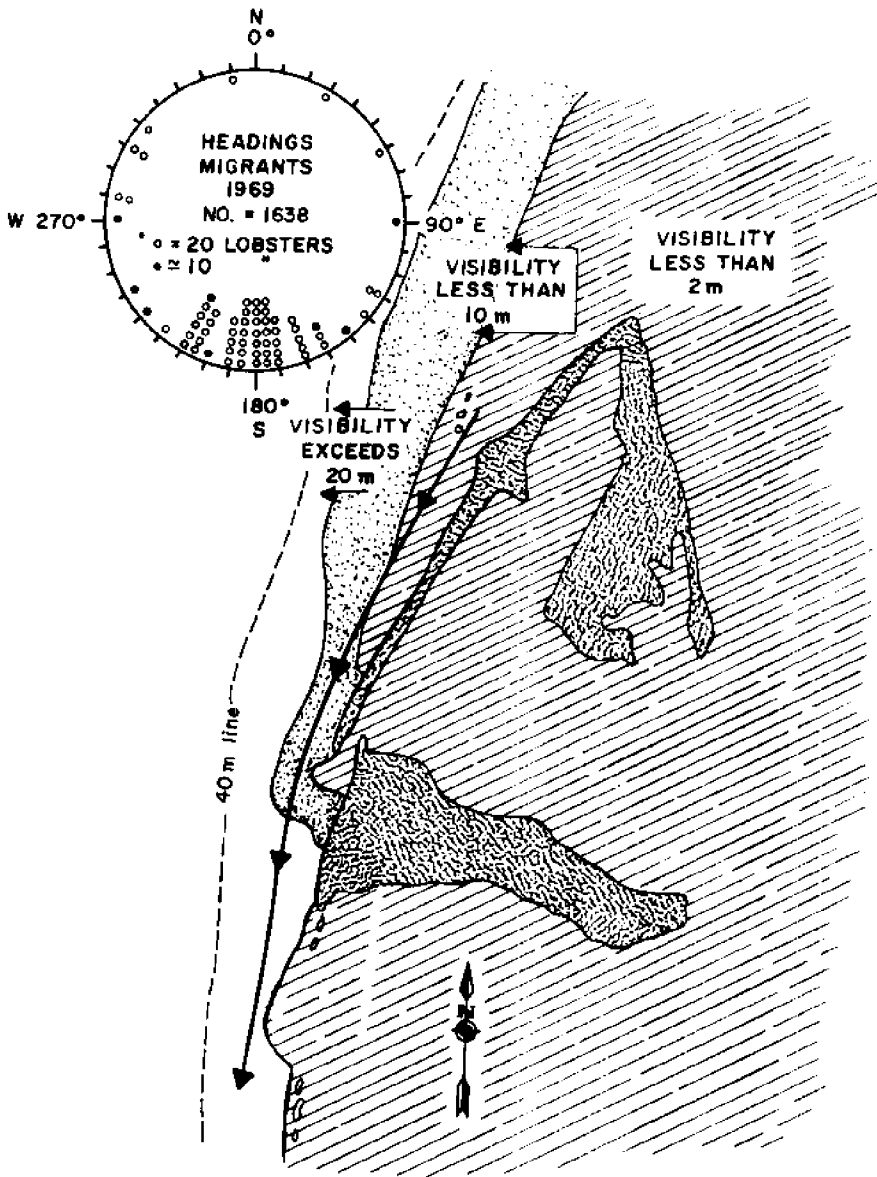 N
0°
HEADINGS
MIGRANTS
1969
NO. = 1638
W 270°
90° E
○ = 20 LOBSTERS
● ≃ 10
180°
S
VISIBILITY
LESS THAN
10 m
VISIBILITY
LESS THAN
2 m
VISIBILITY
EXCEEDS
20 m
40 m line
N